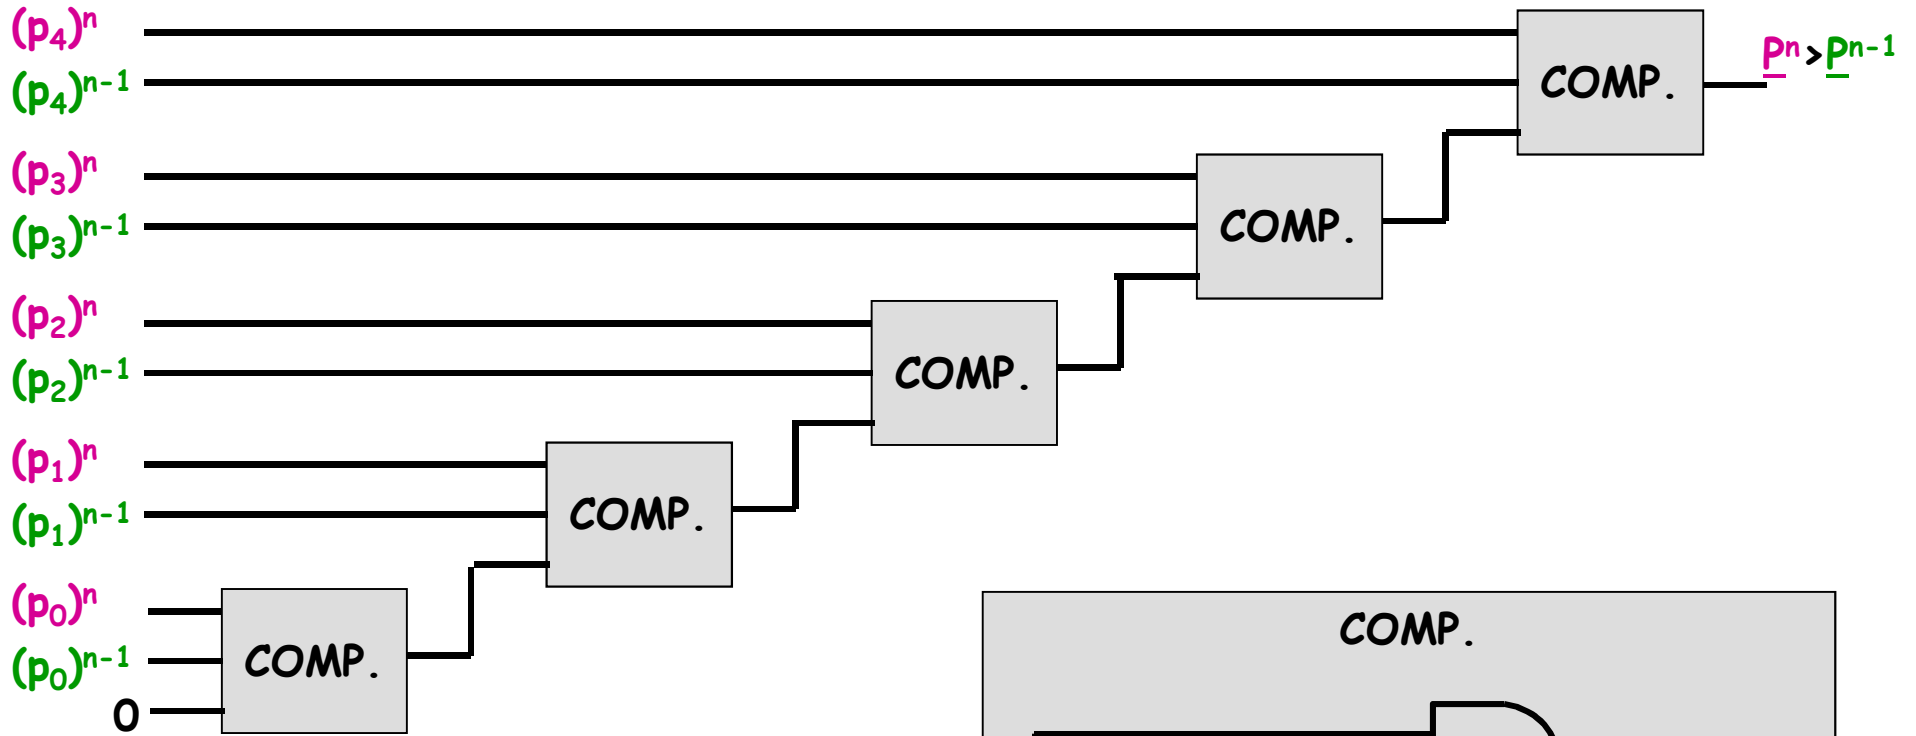 (p₄)ⁿ
(p₄)ⁿ⁻¹
COMP.
Pⁿ > Pⁿ⁻¹
(p₃)ⁿ
(p₃)ⁿ⁻¹
COMP.
(p₂)ⁿ
(p₂)ⁿ⁻¹
COMP.
(p₁)ⁿ
(p₁)ⁿ⁻¹
COMP.
(p₀)ⁿ
(p₀)ⁿ⁻¹
0
COMP.
COMP.